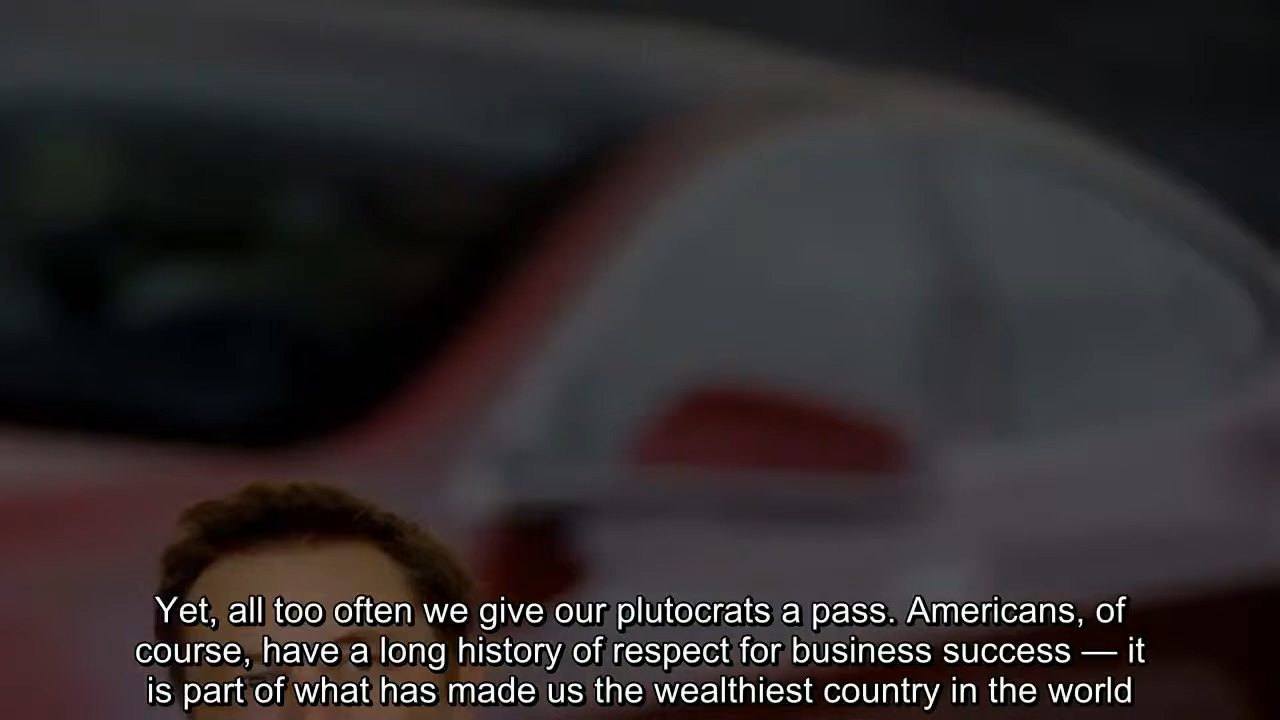 Yet, all too often we give our plutocrats a pass. Americans, of
course, have a long history of respect for business success — it
is part of what has made us the wealthiest country in the world